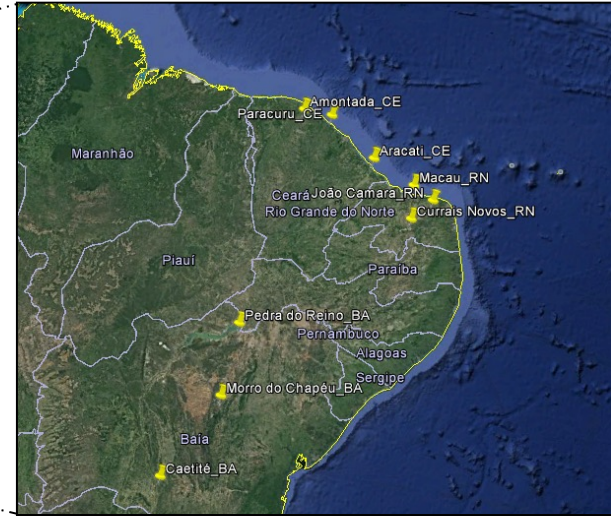 Amontada_CE
Paracuru_CE
Maranhão
Aracati_CE
Macau_RN
Ceará João Camara_RN
Rio Grande do Norte Currais Novos_RN
Piauí
Paraíba
Pedra do Reino_BA
Pernambuco
Alagoas
Sergipe
Morro do Chapéu_BA
Baía
Caetité_BA